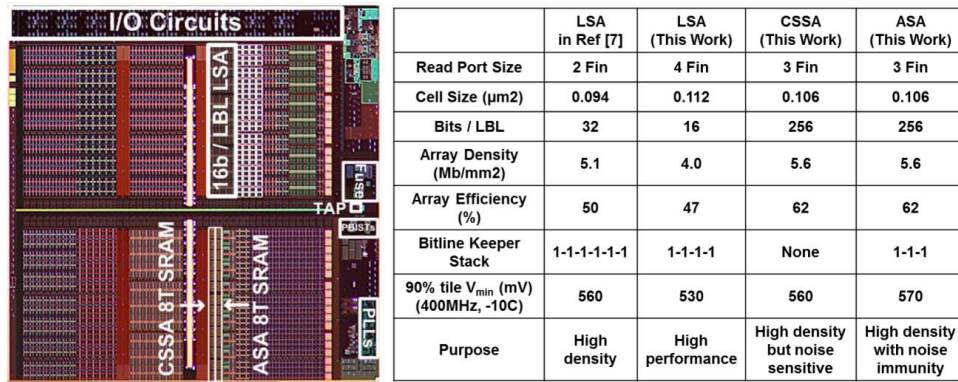 I/O Circuits
16b / LBL LSA
Fuse
TAP
PBISTs
CSSA 8T SRAM
ASA 8T SRAM
PLLs
LSA in Ref [7] LSA (This Work) CSSA (This Work) ASA (This Work)
Read Port Size 2 Fin 4 Fin 3 Fin 3 Fin
Cell Size (µm2) 0.094 0.112 0.106 0.106
Bits / LBL 32 16 256 256
Array Density (Mb/mm2) 5.1 4.0 5.6 5.6
Array Efficiency (%) 50 47 62 62
Bitline Keeper Stack 1-1-1-1-1-1 1-1-1-1 None 1-1-1
90% tile Vmin (mV) (400MHz, -10C) 560 530 560 570
Purpose High density High performance High density but noise sensitive High density with noise immunity